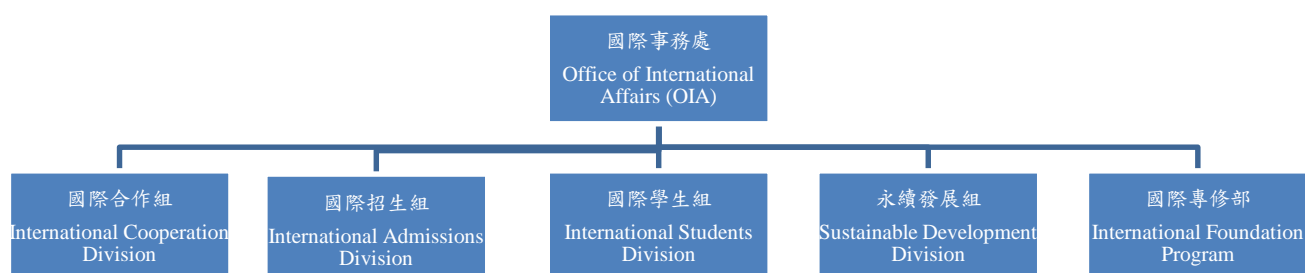 國際事務處
Office of International
Affairs (OIA)
國際合作組
International Cooperation
Division
國際招生組
International Admissions
Division
國際學生組
International Students
Division
永續發展組
Sustainable Development
Division
國際專修部
International Foundation
Program